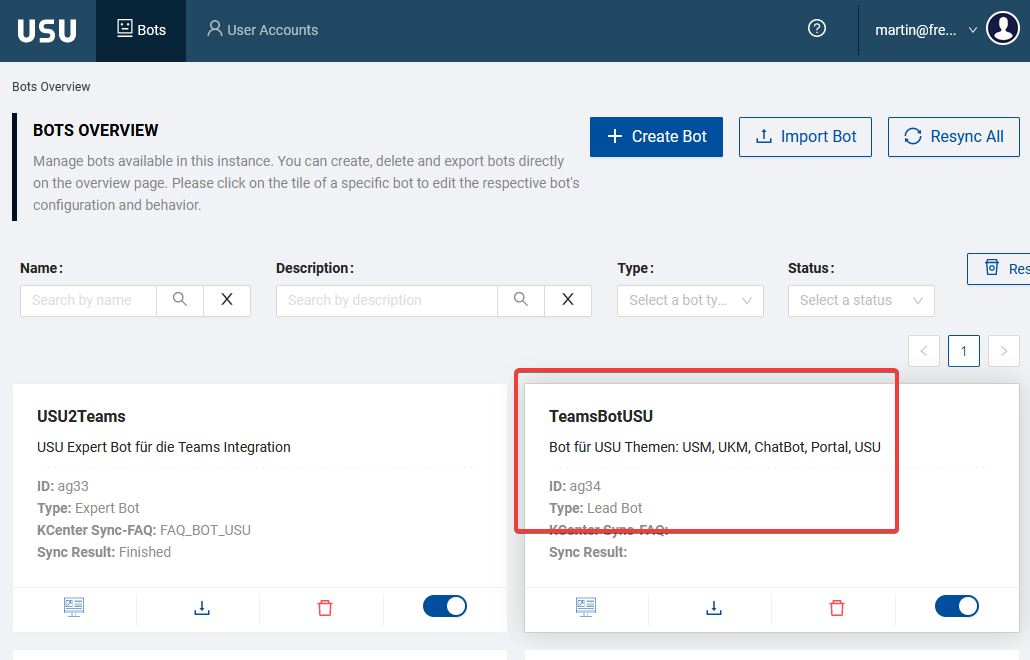 USU
Bots
User Accounts
martin@fre...
Bots Overview
BOTS OVERVIEW
Manage bots available in this instance. You can create, delete and export bots directly
on the overview page. Please click on the tile of a specific bot to edit the respective bot's
configuration and behavior.
Create Bot
Import Bot
Resync All
Name:
Description:
Type:
Status:
Res
Search by name
X
Search by description
X
Select a bot ty...
Select a status
<
1
>
USU2Teams
USU Expert Bot für die Teams Integration
ID: ag33
Type: Expert Bot
KCenter Sync-FAQ: FAQ_BOT_USU
Sync Result: Finished
TeamsBotUSU
Bot für USU Themen: USM, UKM, ChatBot, Portal, USU
ID: ag34
Type: Lead Bot
KCenter Sync-FAQ:
Sync Result: